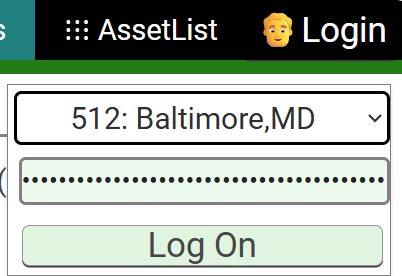 s
AssetList
Login
512: Baltimore,MD
(
••••••••••••••••••••••••••••••••••••••••
Log On